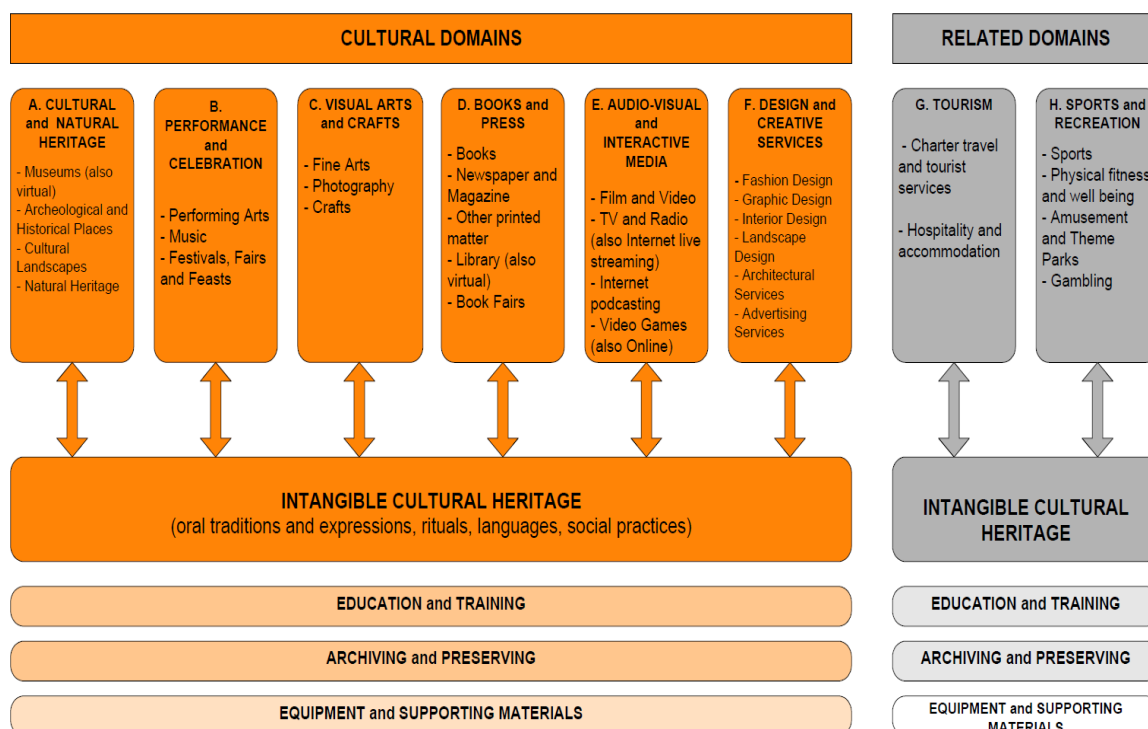 CULTURAL DOMAINS
RELATED DOMAINS
A. CULTURAL
and NATURAL
HERITAGE
- Museums (also
virtual)
- Archeological and
Historical Places
- Cultural
Landscapes
- Natural Heritage
B.
PERFORMANCE
and
CELEBRATION
- Performing Arts
- Music
- Festivals, Fairs
and Feasts
C. VISUAL ARTS
and CRAFTS
- Fine Arts
- Photography
- Crafts
D. BOOKS and
PRESS
- Books
- Newspaper and
Magazine
- Other printed
matter
- Library (also
virtual)
- Book Fairs
E. AUDIO-VISUAL
and
INTERACTIVE
MEDIA
- Film and Video
- TV and Radio
(also Internet live
streaming)
- Internet
podcasting
- Video Games
(also Online)
F. DESIGN and
CREATIVE
SERVICES
- Fashion Design
- Graphic Design
- Interior Design
- Landscape
Design
- Architectural
Services
- Advertising
Services
G. TOURISM
- Charter travel
and tourist
services
- Hospitality and
accommodation
H. SPORTS and
RECREATION
- Sports
- Physical fitness
and well being
- Amusement
and Theme
Parks
- Gambling
INTANGIBLE CULTURAL HERITAGE
(oral traditions and expressions, rituals, languages, social practices)
INTANGIBLE CULTURAL
HERITAGE
EDUCATION and TRAINING
EDUCATION and TRAINING
ARCHIVING and PRESERVING
ARCHIVING and PRESERVING
EQUIPMENT and SUPPORTING MATERIALS
EQUIPMENT and SUPPORTING
MATERIALS